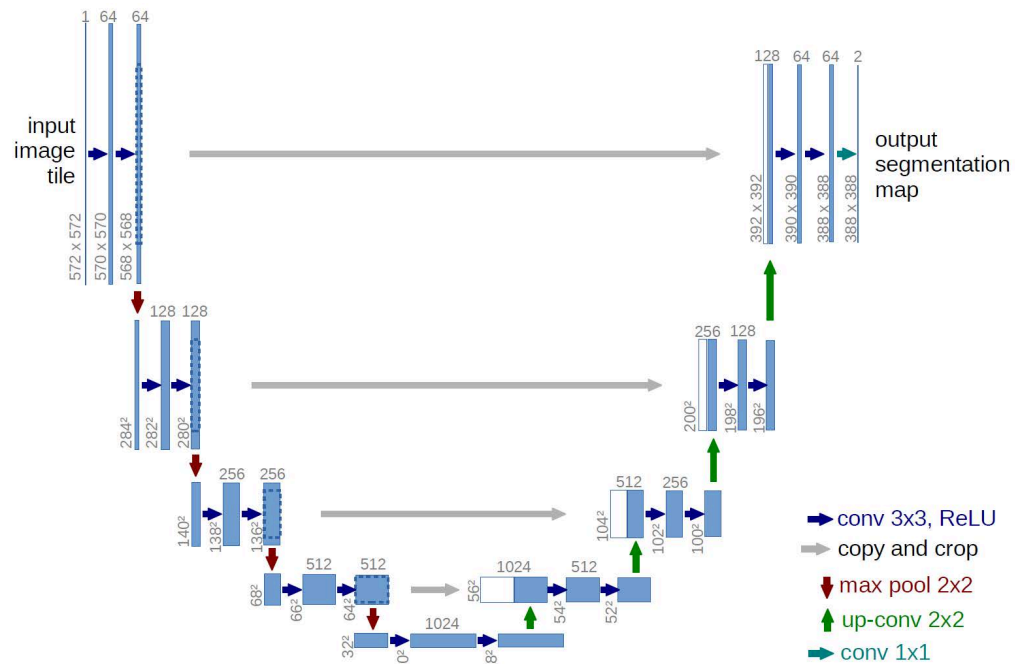 1 64 64
128 64 64 2
input
image
tile
output
segmentation
map
572 x 572
570 x 570
568 x 568
392 x 392
390 x 390
388 x 388
388 x 388
128 128
256 128
284²
282²
280²
200²
198²
196²
256 256
512 256
140²
138²
136²
104²
102²
100²
512 512
1024 512
68²
66²
64²
56²
54²
52²
1024
32²
0²
8²
conv 3x3, ReLU
copy and crop
max pool 2x2
up-conv 2x2
conv 1x1